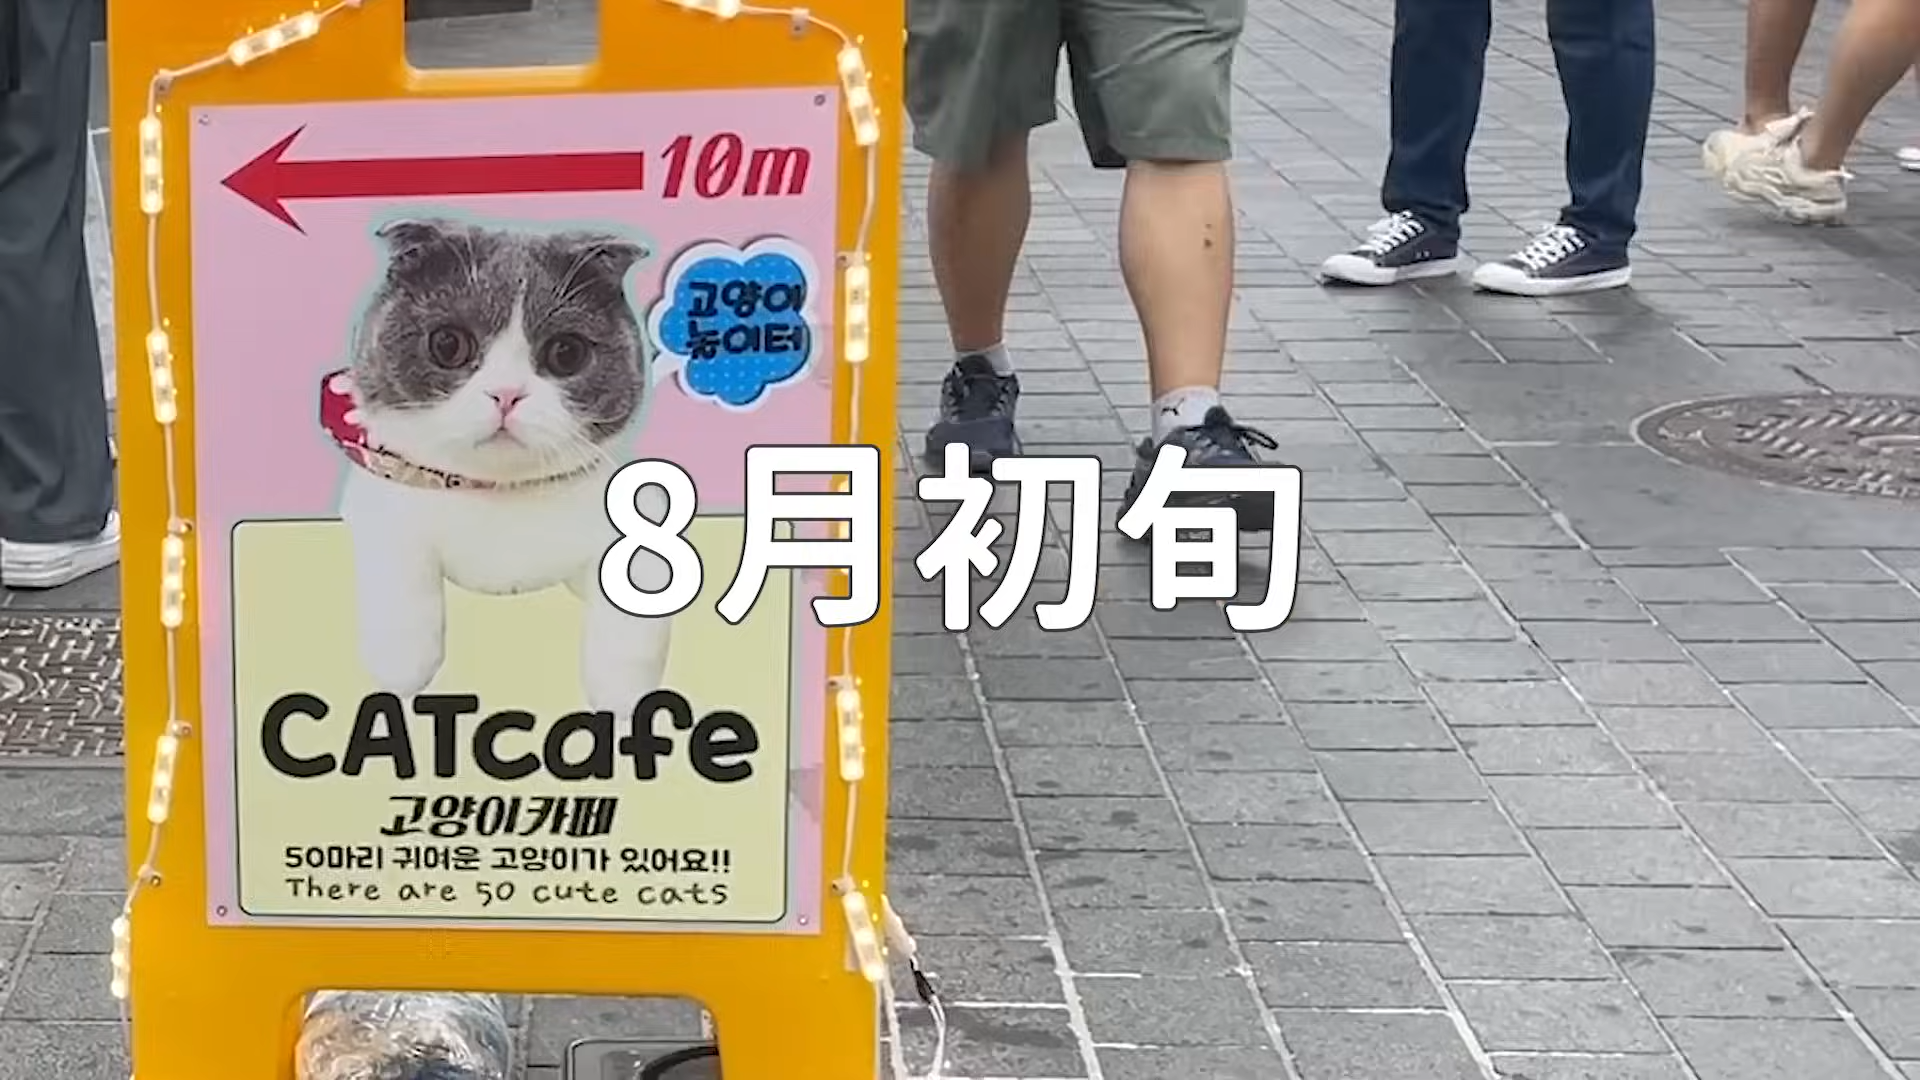 10m
고양이
놀이터
8月初旬
CATcafe
고양이카페
50마리 귀여운 고양이가 있어요!!
There are 50 cute cats